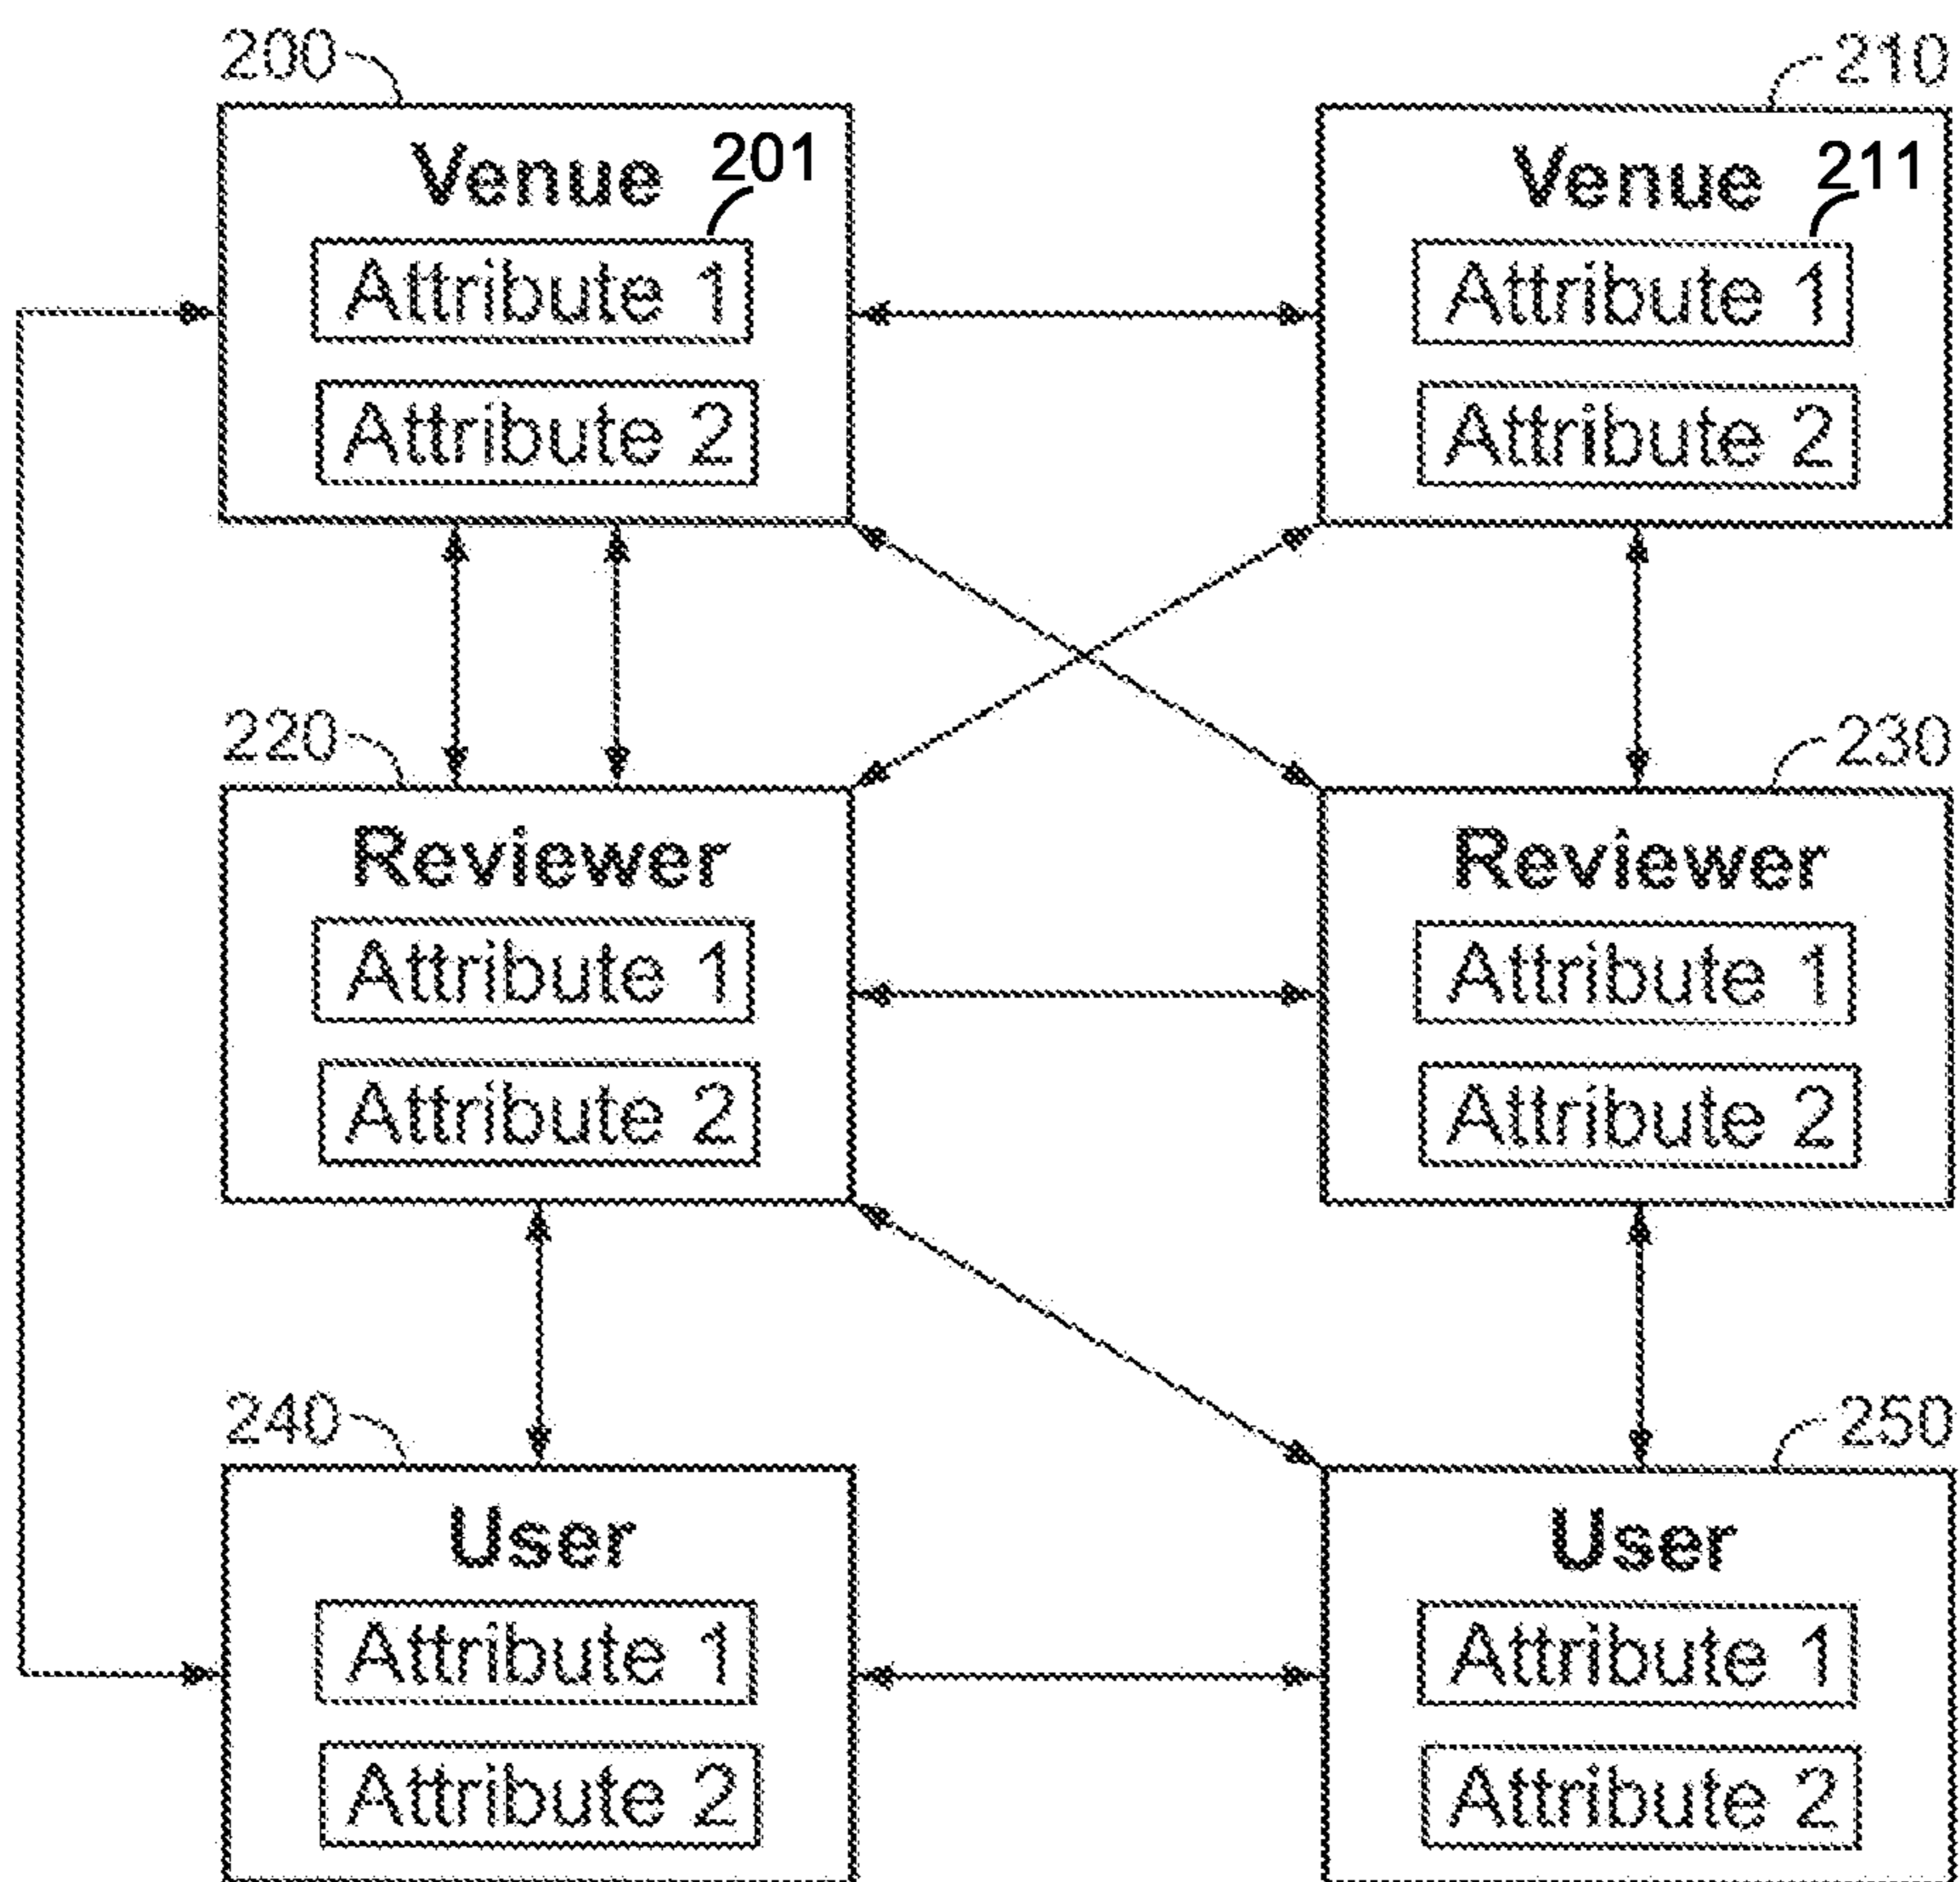 200
210
Venue
201
Venue
211
Attribute 1
Attribute 1
Attribute 2
Attribute 2
220
230
Reviewer
Reviewer
Attribute 1
Attribute 1
Attribute 2
Attribute 2
240
250
User
User
Attribute 1
Attribute 1
Attribute 2
Attribute 2